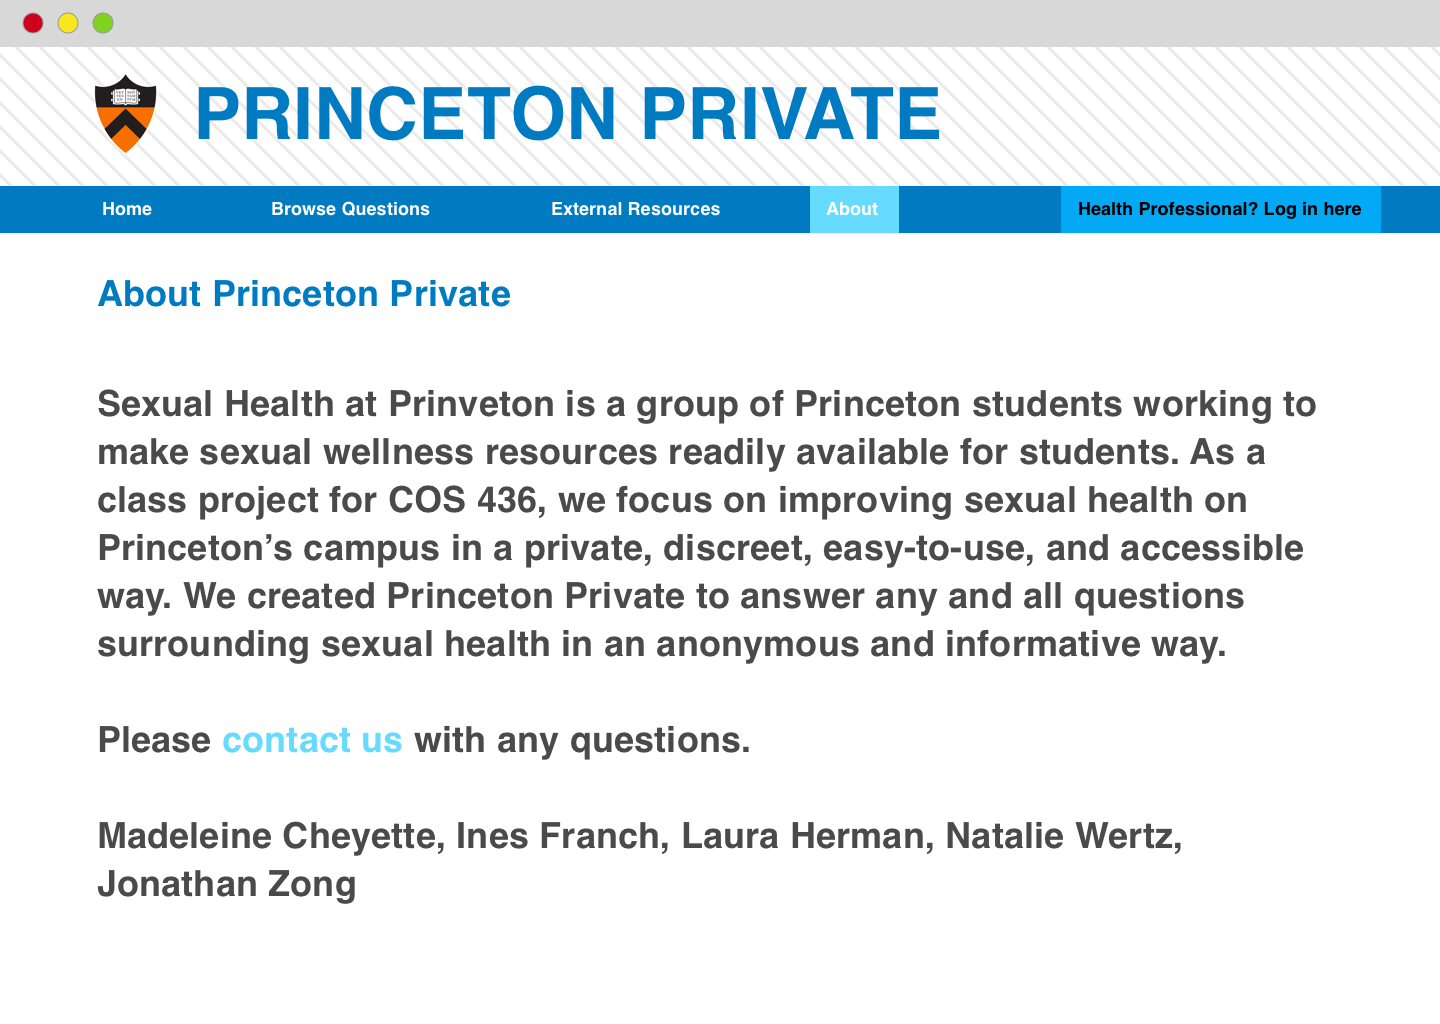 PRINCETON PRIVATE
Home
Browse Questions
External Resources
About
Health Professional? Log in here
About Princeton Private
Sexual Health at Prinveton is a group of Princeton students working to
make sexual wellness resources readily available for students. As a
class project for COS 436, we focus on improving sexual health on
Princeton’s campus in a private, discreet, easy-to-use, and accessible
way. We created Princeton Private to answer any and all questions
surrounding sexual health in an anonymous and informative way.
Please contact us with any questions.
Madeleine Cheyette, Ines Franch, Laura Herman, Natalie Wertz,
Jonathan Zong